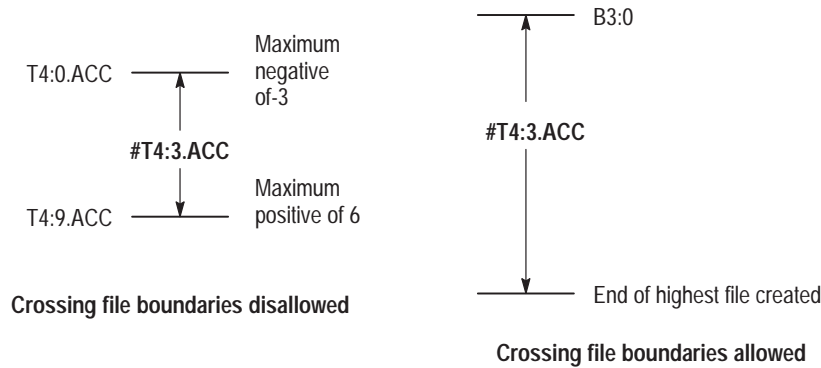 T4:0.ACC
Maximum
negative
of-3
#T4:3.ACC
T4:9.ACC
Maximum
positive of 6
Crossing file boundaries disallowed
B3:0
#T4:3.ACC
End of highest file created
Crossing file boundaries allowed